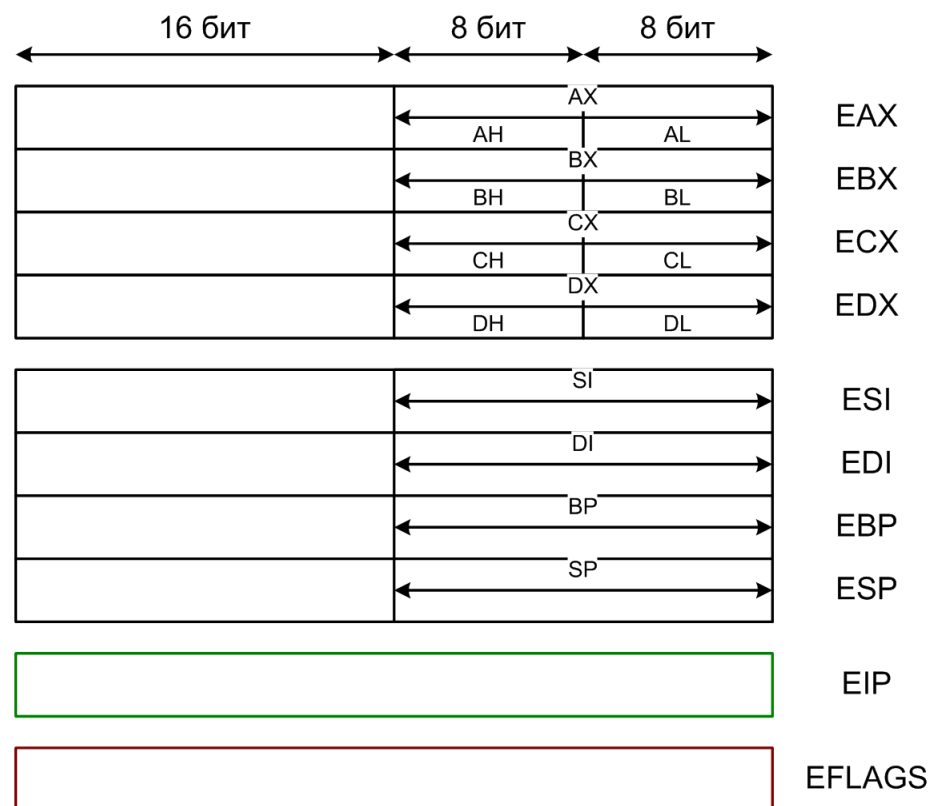 16 бит 8 бит 8 бит
AX
AH AL EAX
BX
BH BL EBX
CX
CH CL ECX
DX
DH DL EDX
SI ESI
DI EDI
BP EBP
SP ESP
EIP
EFLAGS